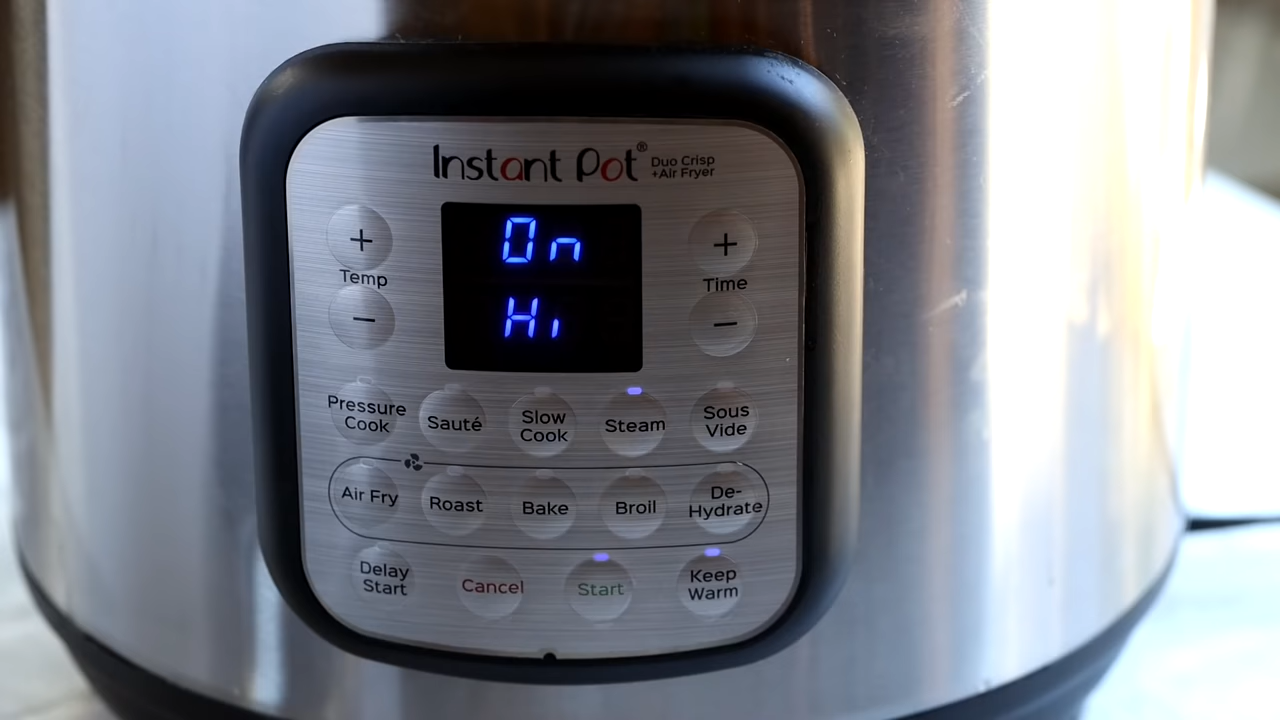 Instant Pot® Duo Crisp
+Air Fryer
On
Hi
+
Temp
−
+
Time
−
Pressure
Cook
Sauté
Slow
Cook
Steam
Sous
Vide
Air Fry
Roast
Bake
Broil
De-
Hydrate
Delay
Start
Cancel
Start
Keep
Warm